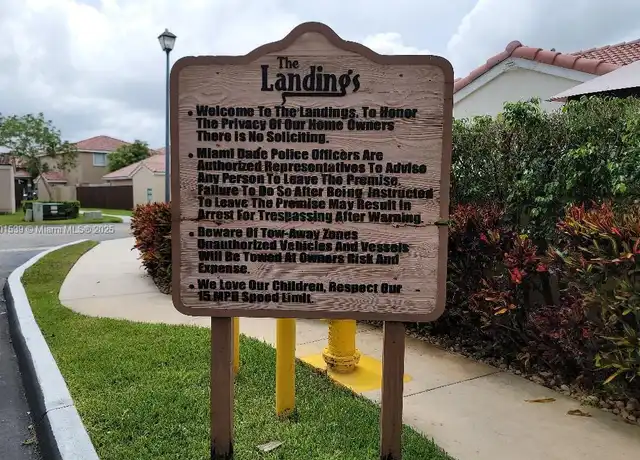 The
Landings
• Welcome To The Landings. To Honor
The Privacy Of Our Home Owners
There Is No Soliciting.
• Miami Dade Police Officers Are
Authorized Representiatives To Advise
Any Person To Leave The Premise
Failure To Do So After Being Instructed
To Leave The Premise May Result In
Arrest For Trespassing After Warning
• Beware Of Tow-Away Zones
Unauthorized Vehicles And Vessels
Will Be Towed At Owners Risk And
Expense.
• We Love Our Children, Respect Our
15 MPH Speed Limit.
1539 © Miami MLS © 2025